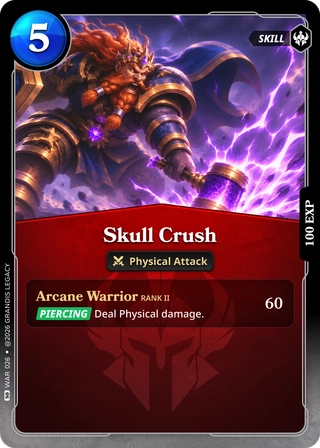 5
SKILL
Skull Crush
Physical Attack
100 EXP
Arcane Warrior RANK II
60
PIERCING Deal Physical damage.
WAR 026 • @2026 GRANDIS LEGACY